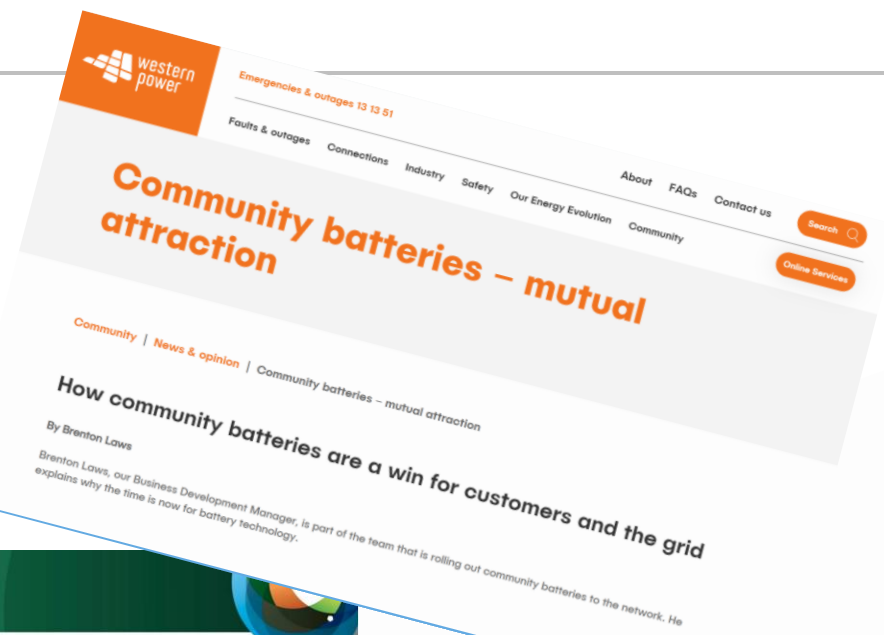 western
power
Emergencies & outages 13 13 51
About FAQs Contact us
Search
Faults & outages Connections Industry Safety Our Energy Evolution Community
Online Services
Community batteries – mutual
attraction
Community | News & opinion | Community batteries – mutual attraction
How community batteries are a win for customers and the grid
By Brenton Laws
Brenton Laws, our Business Development Manager, is part of the team that is rolling out community batteries to the network. He
explains why the time is now for battery technology.